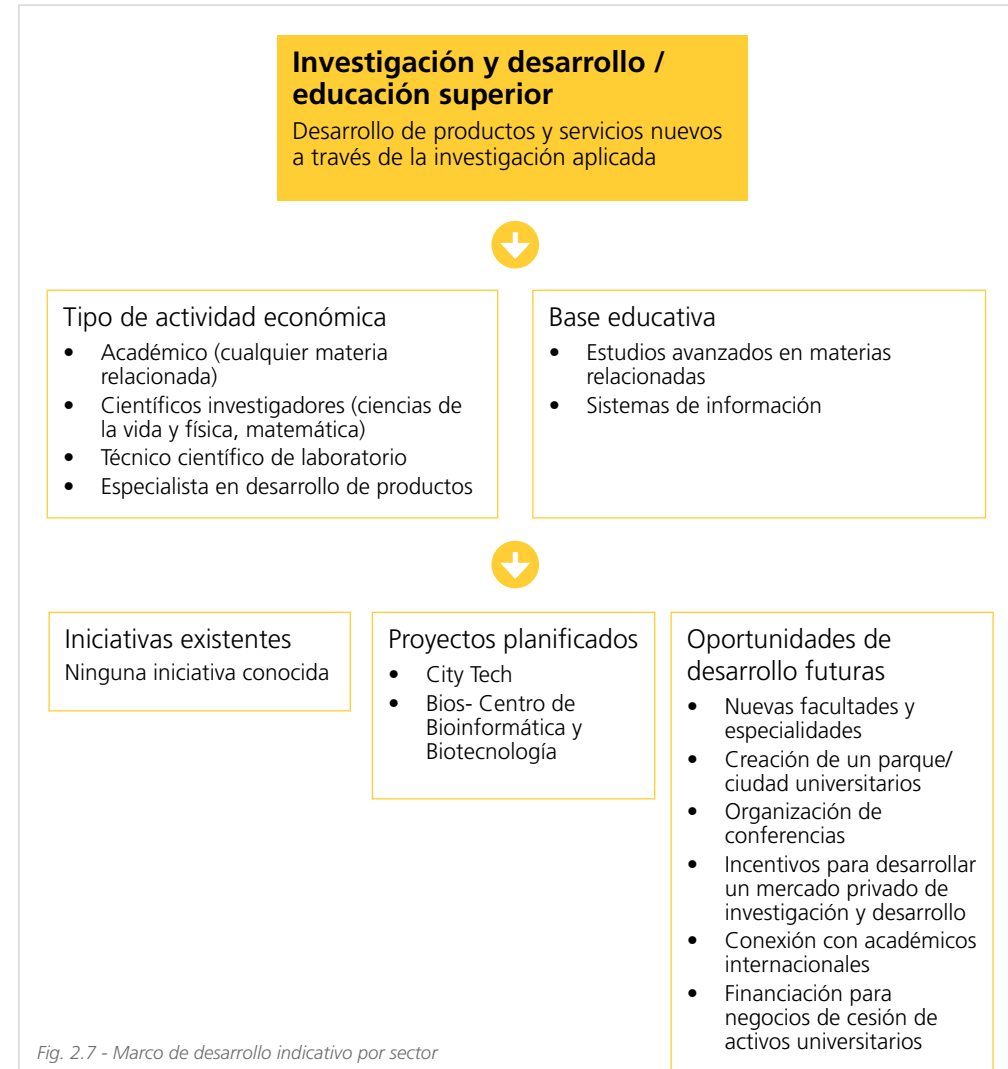 Investigación y desarrollo /
educación superior
Desarrollo de productos y servicios nuevos
a través de la investigación aplicada
Tipo de actividad económica
• Académico (cualquier materia
relacionada)
• Científicos investigadores (ciencias de
la vida y física, matemática)
• Técnico científico de laboratorio
• Especialista en desarrollo de productos
Base educativa
• Estudios avanzados en materias
relacionadas
• Sistemas de información
Iniciativas existentes
Ninguna iniciativa conocida
Proyectos planificados
• City Tech
• Bios- Centro de
Bioinformática y
Biotecnología
Oportunidades de
desarrollo futuras
• Nuevas facultades y
especialidades
• Creación de un parque/
ciudad universitarios
• Organización de
conferencias
• Incentivos para desarrollar
un mercado privado de
investigación y desarrollo
• Conexión con académicos
internacionales
• Financiación para
negocios de cesión de
activos universitarios
Fig. 2.7 - Marco de desarrollo indicativo por sector